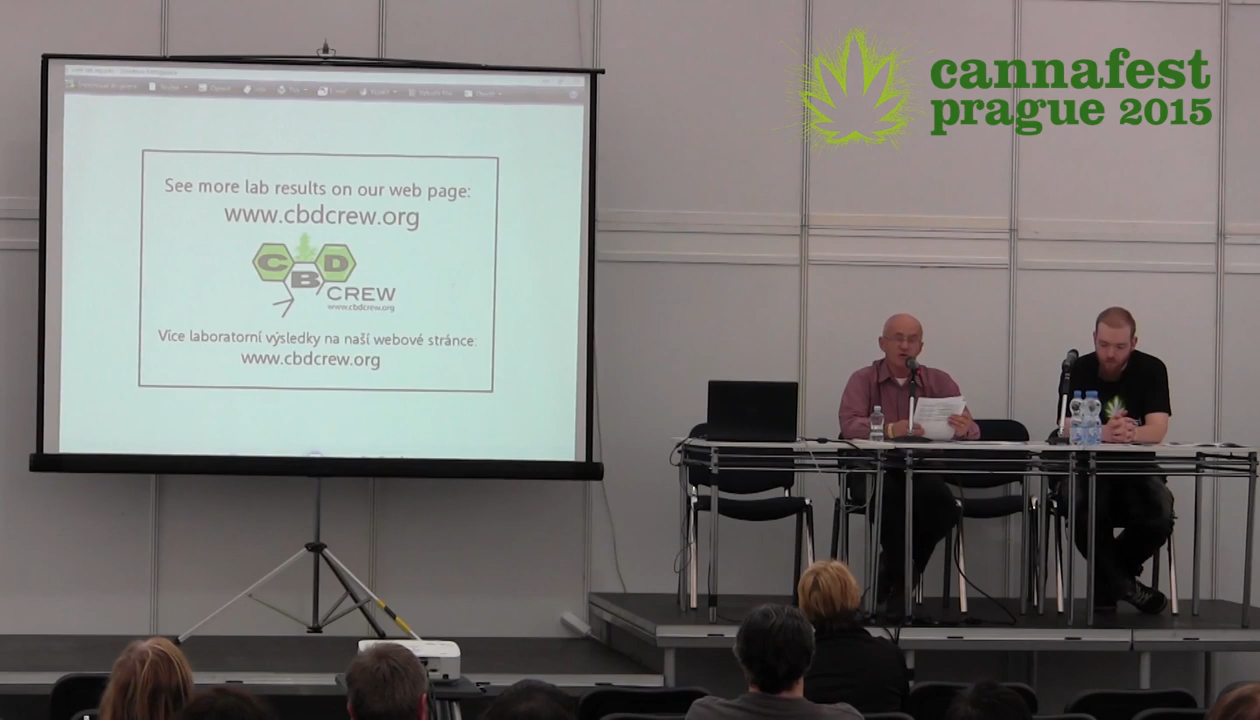 cannafest
prague 2015
See more lab results on our web page:
www.cbdcrew.org
CBD
CREW
www.cbdcrew.org
Více laboratorní výsledky na naší webové stránce:
www.cbdcrew.org